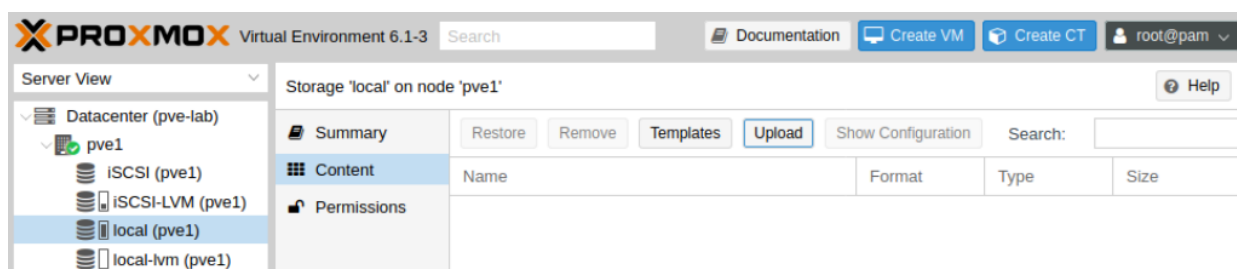 PROXMOX Virtual Environment 6.1-3 Search Documentation Create VM Create CT root@pam
Server View
Storage 'local' on node 'pve1'
Help
Datacenter (pve-lab)
pve1
iSCSI (pve1)
iSCSI-LVM (pve1)
local (pve1)
local-lvm (pve1)
Summary
Content
Permissions
Restore Remove Templates Upload Show Configuration Search:
Name Format Type Size